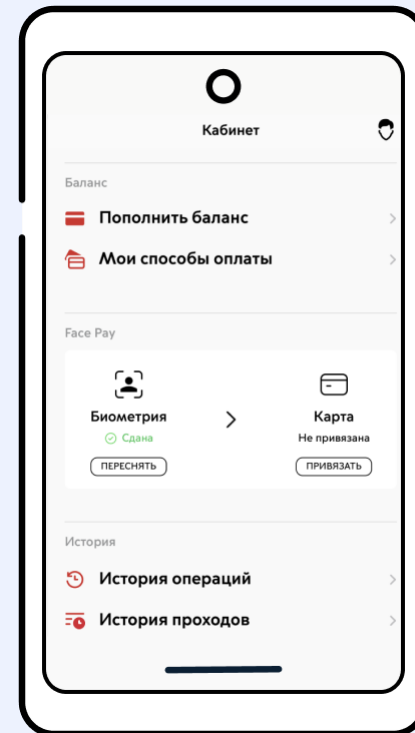 Кабинет
Баланс
Пополнить баланс
Мои способы оплаты
Face Pay
Биометрия
Сдана
ПЕРЕСНЯТЬ
Карта
Не привязана
ПРИВЯЗАТЬ
История
История операций
История проходов